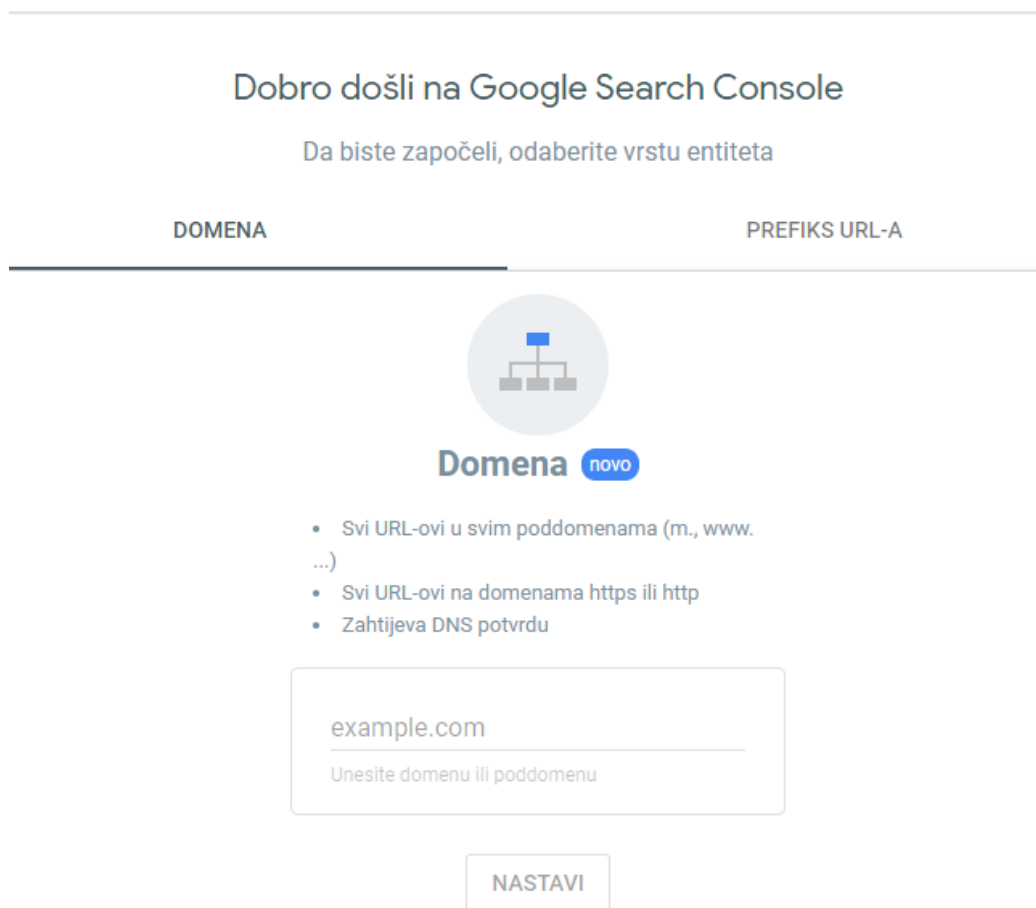 Dobro došli na Google Search Console
Da biste započeli, odaberite vrstu entiteta
DOMENA
PREFIKS URL-A
Domena novo
• Svi URL-ovi u svim poddomenama (m., www.
...)
• Svi URL-ovi na domenama https ili http
• Zahtijeva DNS potvrdu
example.com
Unesite domenu ili poddomenu
NASTAVI